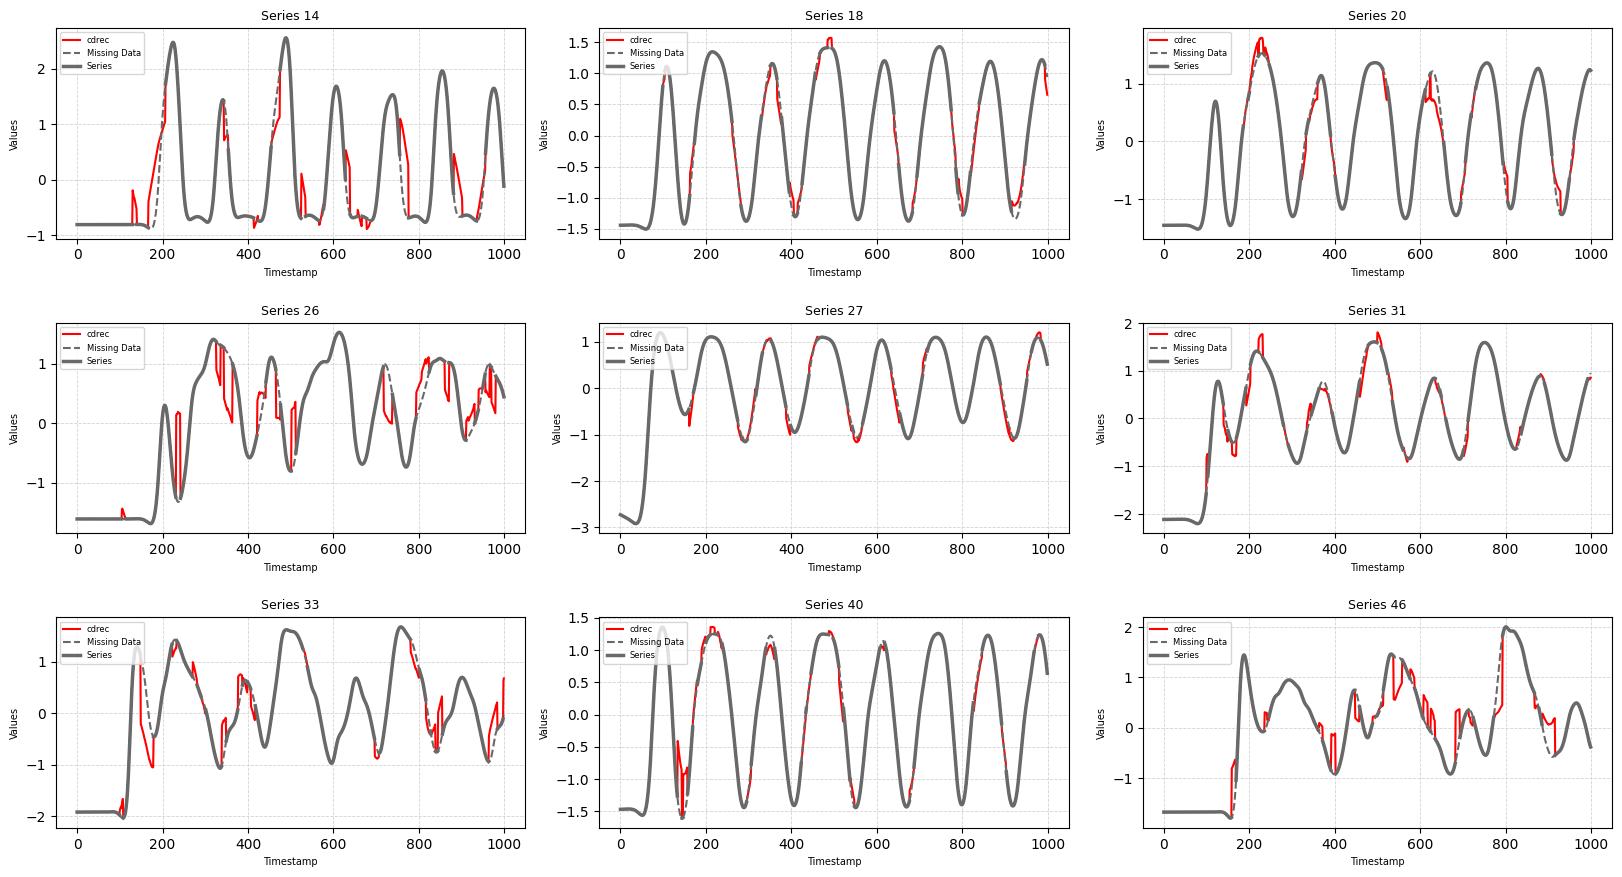 Series 14
cdrec
Missing Data
Series
Values
2
1
0
−1
0 200 400 600 800 1000
Timestamp
Series 18
cdrec
Missing Data
Series
Values
1.5
1.0
0.5
0.0
−0.5
−1.0
−1.5
0 200 400 600 800 1000
Timestamp
Series 20
cdrec
Missing Data
Series
Values
1
0
−1
0 200 400 600 800 1000
Timestamp
Series 26
cdrec
Missing Data
Series
Values
1
0
−1
0 200 400 600 800 1000
Timestamp
Series 27
cdrec
Missing Data
Series
Values
1
0
−1
−2
−3
0 200 400 600 800 1000
Timestamp
Series 31
cdrec
Missing Data
Series
Values
2
1
0
−1
−2
0 200 400 600 800 1000
Timestamp
Series 33
cdrec
Missing Data
Series
Values
1
0
−1
−2
0 200 400 600 800 1000
Timestamp
Series 40
cdrec
Missing Data
Series
Values
1.5
1.0
0.5
0.0
−0.5
−1.0
−1.5
0 200 400 600 800 1000
Timestamp
Series 46
cdrec
Missing Data
Series
Values
2
1
0
−1
0 200 400 600 800 1000
Timestamp